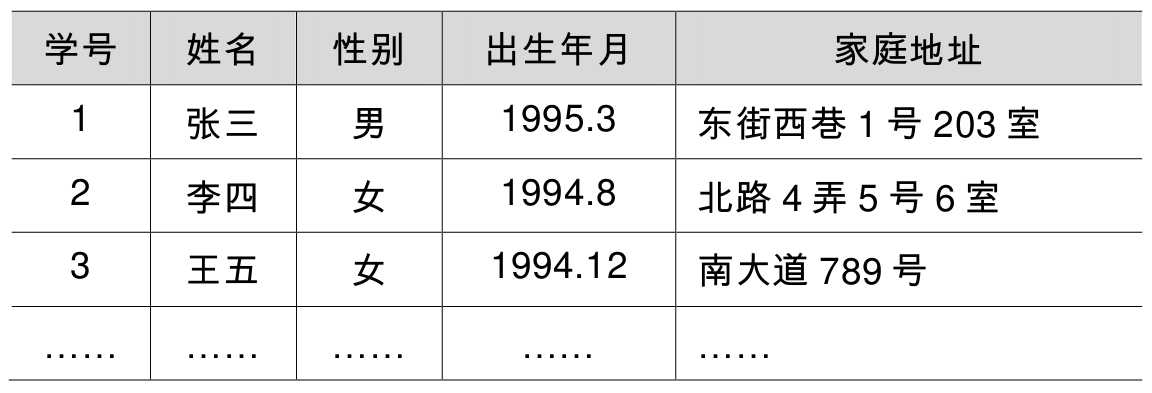 学号 姓名 性别 出生年月 家庭地址
1 张三 男 1995.3 东街西巷 1 号 203 室
2 李四 女 1994.8 北路 4 弄 5 号 6 室
3 王五 女 1994.12 南大道 789 号
…… …… …… …… ……